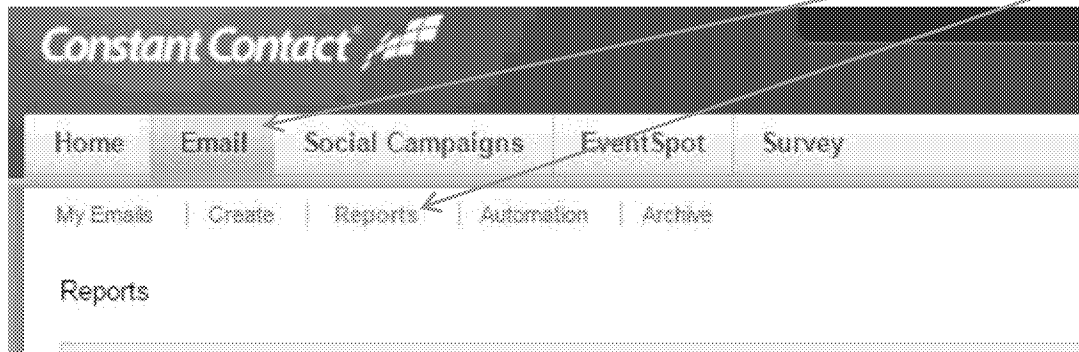 Constant Contact®
Home Email Social Campaigns EventSpot Survey
My Emails | Create | Reports | Automation | Archive
Reports